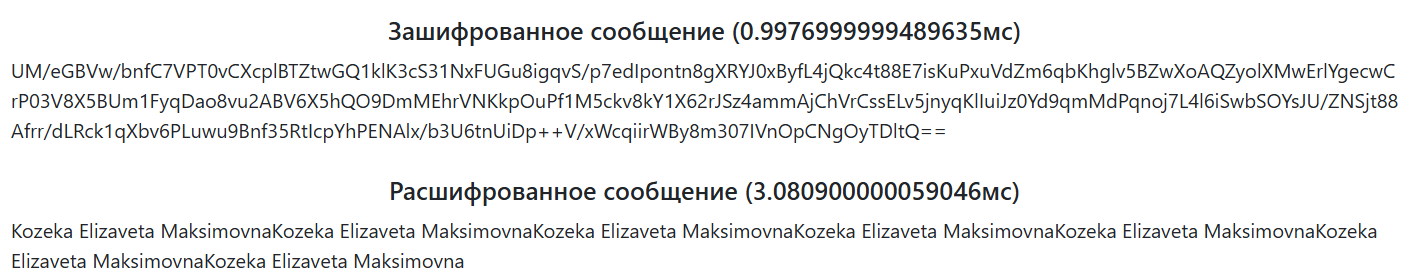 Зашифрованное сообщение (0.9976999999489635мс)
UM/eGBVw/bnfC7VPT0vCXcplBTZtwGQ1klK3cS31NxFUGu8igqvS/p7edIpontn8gXRYJ0xByfL4jQkc4t88E7isKuPxuVdZm6qbKhglv5BZwXoAQZyolXMwErlYgecwC
rP03V8X5BUm1FyqDao8vu2ABV6X5hQO9DmMEhrVNKkpOuPf1M5ckv8kY1X62rJSz4ammAjChVrCssELv5jnyqKlIuiJz0Yd9qmMdPqnoj7L4l6iSwbSOYsJU/ZNSjt88
Afrr/dLRck1qXbv6PLuwu9Bnf35RtIcpYhPENAlx/b3U6tnUiDp++V/xWcqiirWBy8m307IVnOpCNgOyTDltQ==
Расшифрованное сообщение (3.080900000059046мс)
Kozeka Elizaveta MaksimovnaKozeka Elizaveta MaksimovnaKozeka Elizaveta MaksimovnaKozeka Elizaveta MaksimovnaKozeka Elizaveta MaksimovnaKozeka
Elizaveta MaksimovnaKozeka Elizaveta Maksimovna